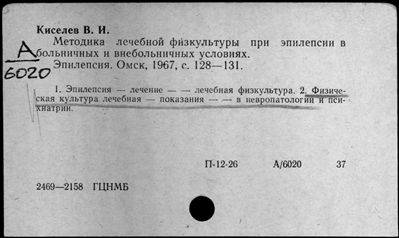 Киселев В. И.
А
6020
Методика лечебной физкультуры при эпилепсии в
больничных и внебольничных условиях.
Эпилепсия. Омск, 1967, с. 128—131.
1. Эпилепсия — лечение — — лечебная физкультура. 2. Физиче-
ская культура лечебная — показания — — в невропатологии и пси-
хиатрии.
П-12-26 А/6020 37
2469—2158 ГЦНМБ